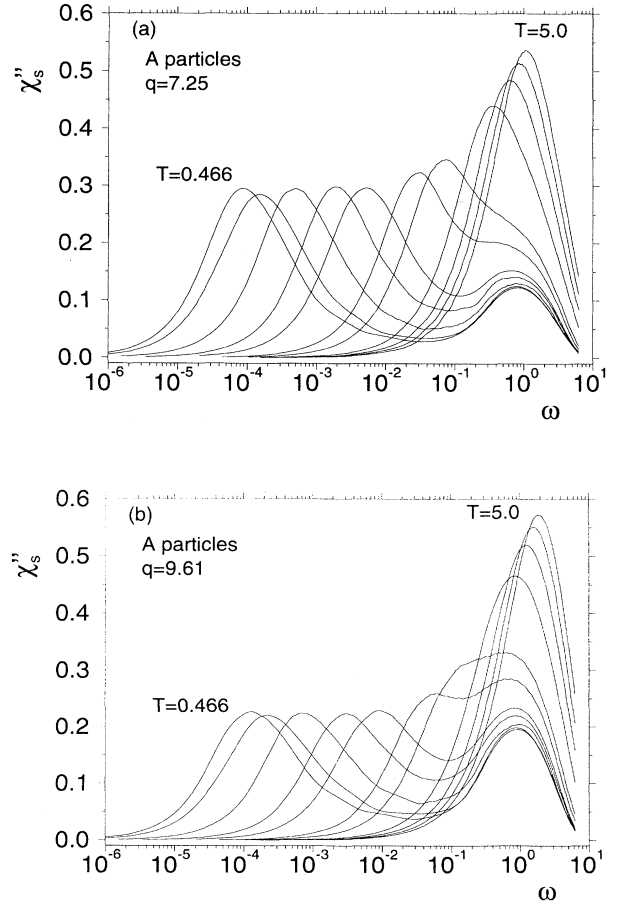 0.6
(a)
T=5.0
A particles
q=7.25
χ"s
0.5
0.4
T=0.466
0.3
0.2
0.1
0.0
10-6 10-5 10-4 10-3 10-2 10-1 100 101
ω
0.6
(b)
T=5.0
A particles
q=9.61
χ"s
0.5
0.4
0.3
T=0.466
0.2
0.1
0.0
10-6 10-5 10-4 10-3 10-2 10-1 100 101
ω